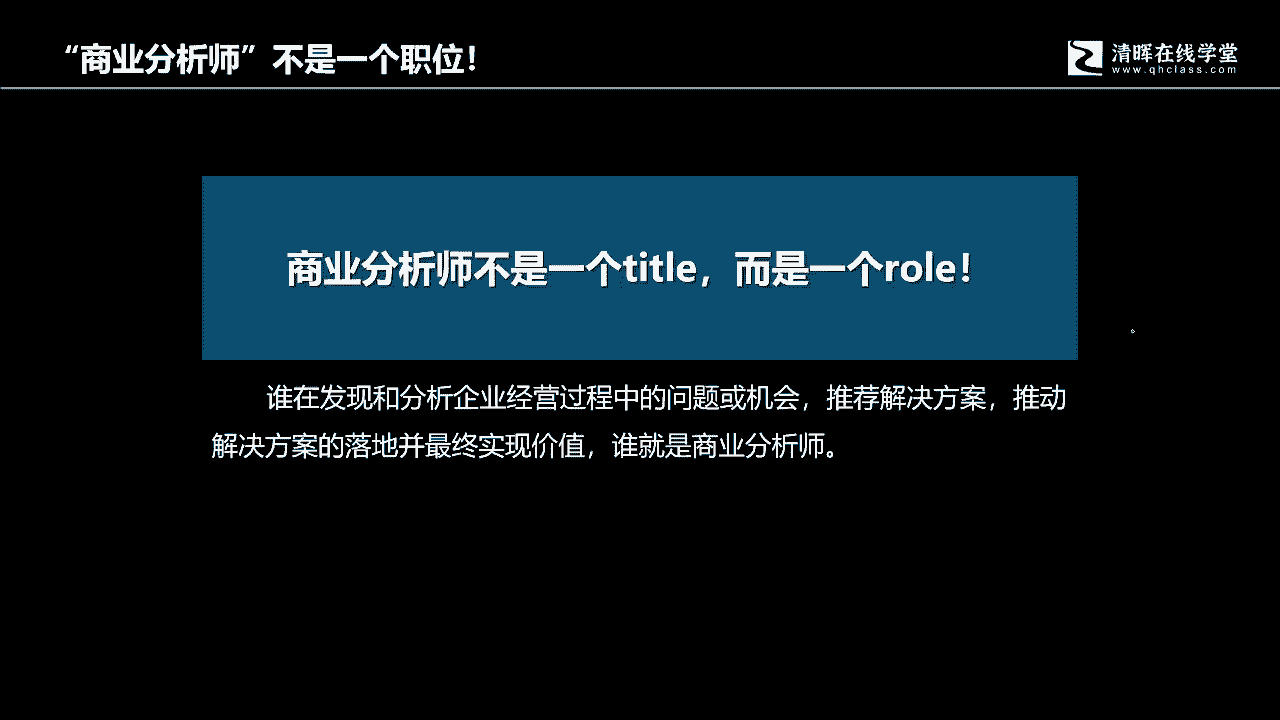 “商业分析师”不是一个职位！
清晖在线学堂
www.qhclass.com
商业分析师不是一个title，而是一个role！
谁在发现和分析企业经营过程中的问题或机会，推荐解决方案，推动
解决方案的落地并最终实现价值，谁就是商业分析师。